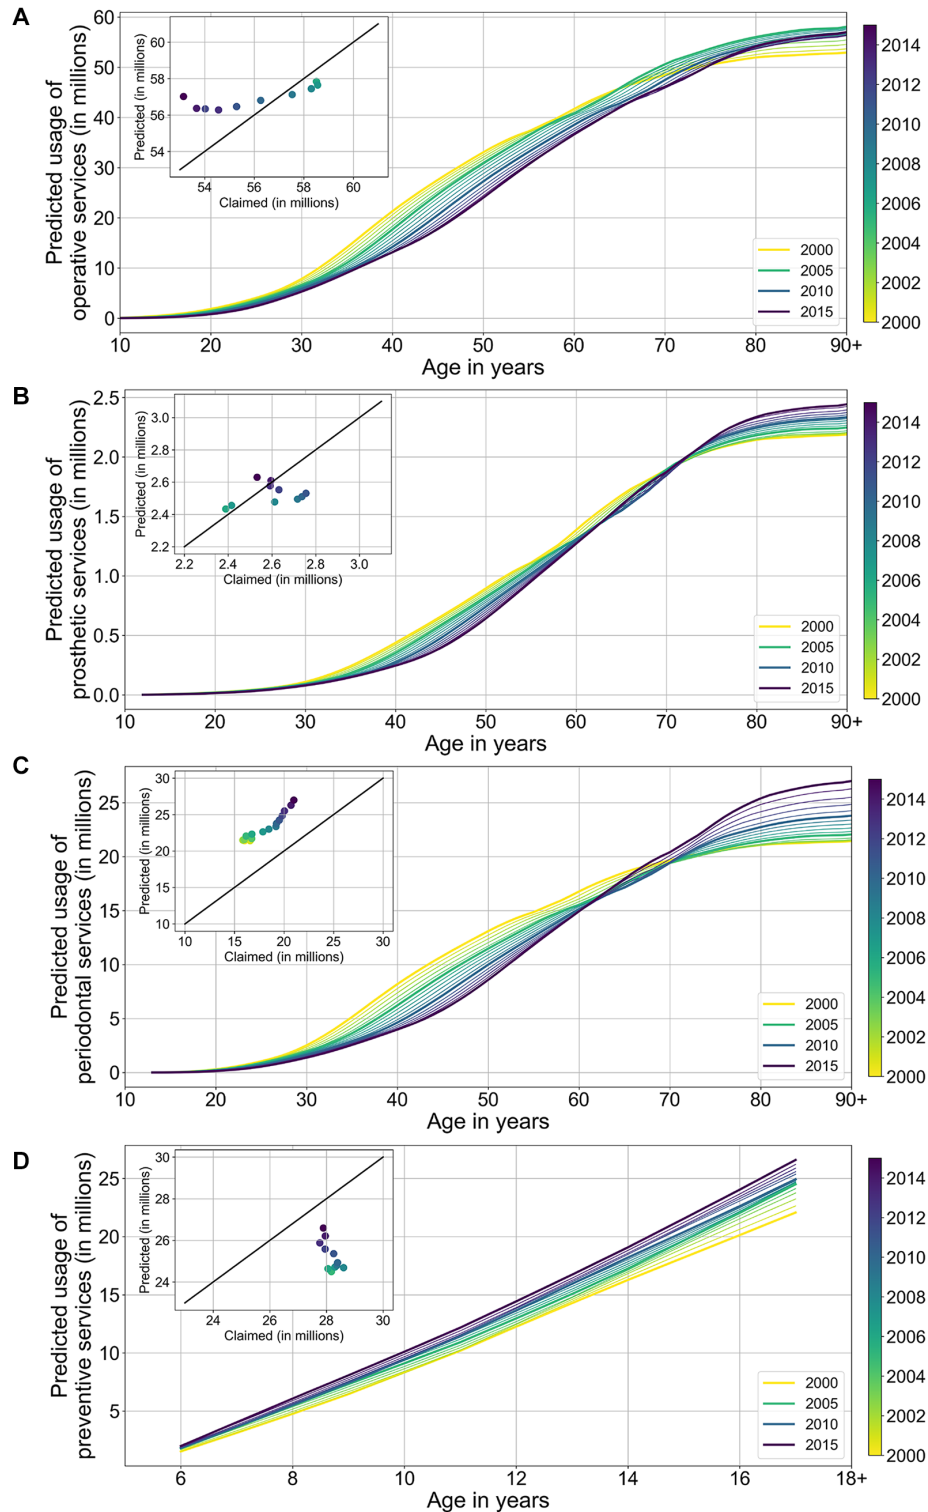 A
Predicted usage of
operative services (in millions)
60
50
40
30
20
10
0
10 20 30 40 50 60 70 80 90+
Age in years
Predicted (in millions)
60
58
56
54
54 56 58 60
Claimed (in millions)
2000
2005
2010
2015
2014
2012
2010
2008
2006
2004
2002
2000
B
Predicted usage of
prosthetic services (in millions)
2.5
2.0
1.5
1.0
0.5
0.0
10 20 30 40 50 60 70 80 90+
Age in years
Predicted (in millions)
3.0
2.8
2.6
2.4
2.2
2.2 2.4 2.6 2.8 3.0
Claimed (in millions)
2000
2005
2010
2015
2014
2012
2010
2008
2006
2004
2002
2000
C
Predicted usage of
periodontal services (in millions)
25
20
15
10
5
0
10 20 30 40 50 60 70 80 90+
Age in years
Predicted (in millions)
30
25
20
15
10
10 15 20 25 30
Claimed (in millions)
2000
2005
2010
2015
2014
2012
2010
2008
2006
2004
2002
2000
D
Predicted usage of
preventive services (in millions)
25
20
15
10
5
6 8 10 12 14 16 18+
Age in years
Predicted (in millions)
30
28
26
24
24 26 28 30
Claimed (in millions)
2000
2005
2010
2015
2014
2012
2010
2008
2006
2004
2002
2000